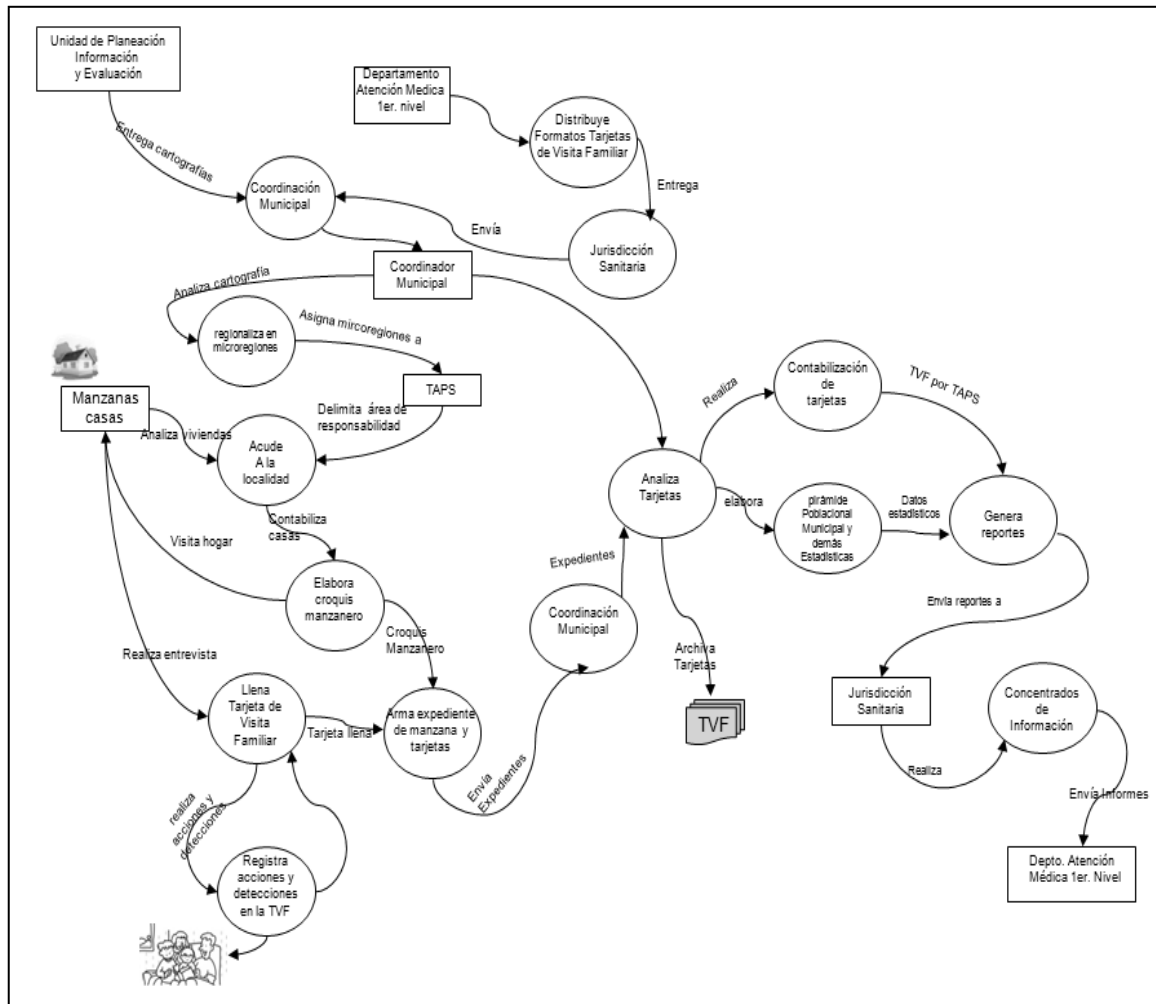 Unidad de Planeación
Información
y Evaluación
Departamento
Atención Medica
1er. nivel
Distribuye
Formatos Tarjetas
de Visita Familiar
Entrega cartografías
Entrega
Coordinación
Municipal
Envía
Jurisdicción
Sanitaria
Coordinador
Municipal
Analiza cartografía
regionaliza en
microregiones
Asigna mircoregiones a
TAPS
Manzanas
casas
Analiza viviendas
Delimita área de
responsabilidad
Acude
A la
localidad
Contabiliza
casas
Visita hogar
Elabora
croquis
manzanero
Croquis
Manzanero
Realiza entrevista
Llena
Tarjeta de
Visita
Familiar
Tarjeta llena
Arma expediente
de manzana y
tarjetas
realiza
acciones y
detecciones
Registra
acciones y
detecciones
en la TVF
Envía
Expedientes
Coordinación
Municipal
Expedientes
Analiza
Tarjetas
Realiza
Contabilización
de
tarjetas
TVF por TAPS
elabora
pirámide
Poblacional
Municipal y
demás
Estadísticas
Datos
estadísticos
Genera
reportes
Archiva
Tarjetas
TVF
Envía reportes a
Jurisdicción
Sanitaria
Realiza
Concentrados
de
Información
Envía Informes
Depto. Atención
Médica 1er. Nivel